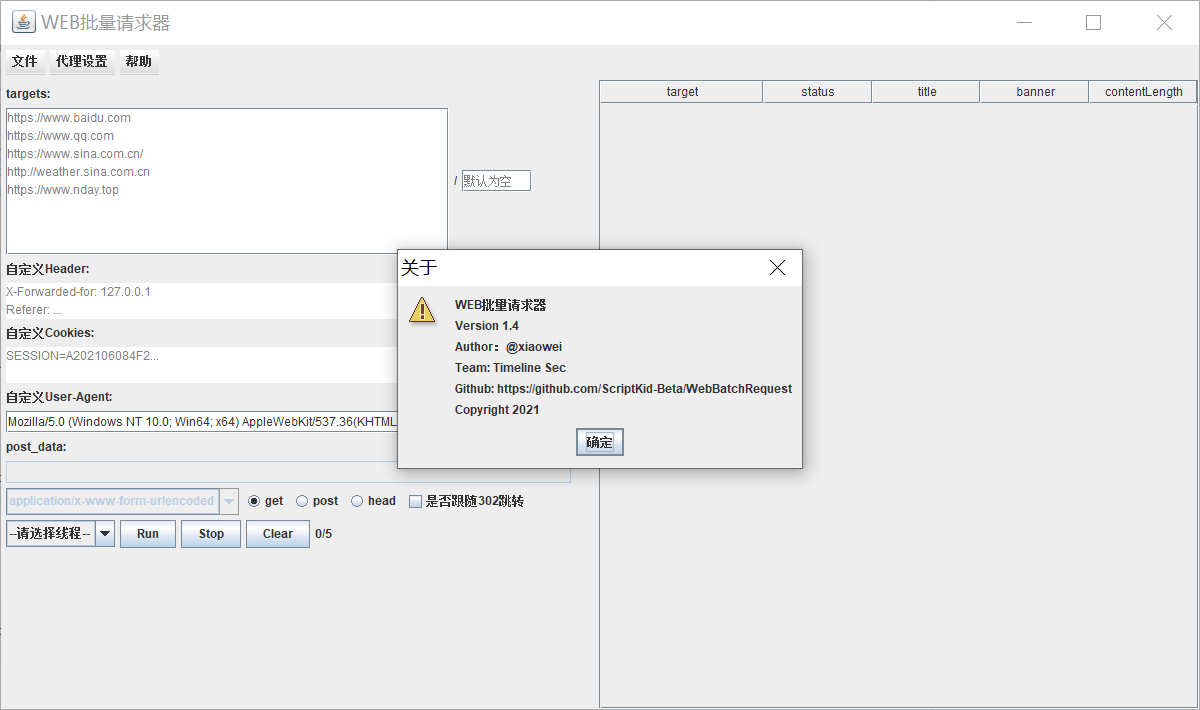 WEB批量请求器
文件 代理设置 帮助
targets:
https://www.baidu.com
https://www.qq.com
https://www.sina.com.cn/
http://weather.sina.com.cn
https://www.nday.top
/ 默认为空
自定义Header:
X-Forwarded-for: 127.0.0.1
Referer: ...
自定义Cookies:
SESSION=A202106084F2...
自定义User-Agent:
Mozilla/5.0 (Windows NT 10.0; Win64; x64) AppleWebKit/537.36(KHTML
post_data:
application/x-www-form-urlencoded get post head 是否跟随302跳转
--请选择线程-- Run Stop Clear 0/5
target status title banner contentLength
关于
WEB批量请求器
Version 1.4
Author：@xiaowei
Team: Timeline Sec
Github: https://github.com/ScriptKid-Beta/WebBatchRequest
Copyright 2021
确定